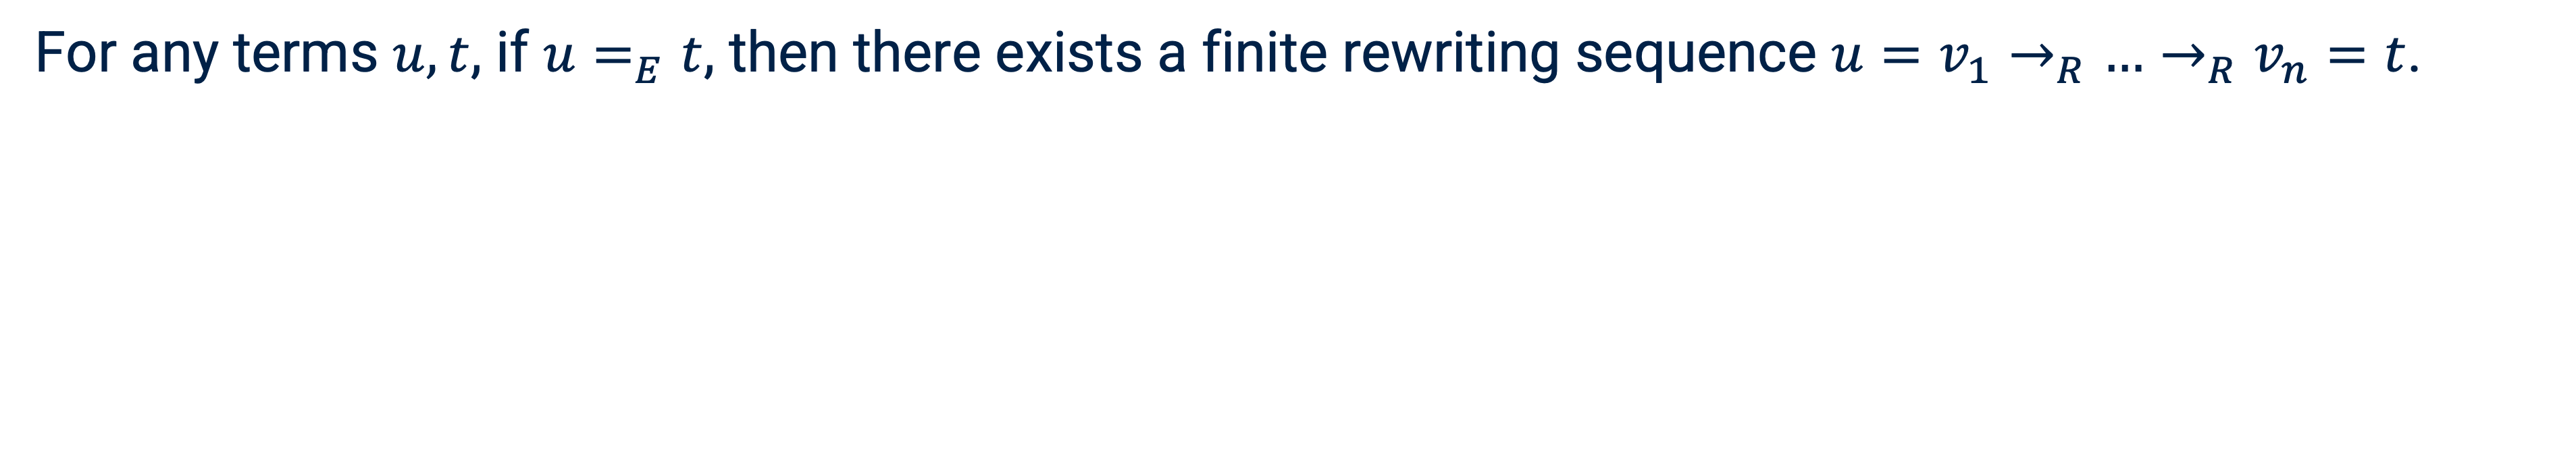 For any terms u, t, if u =_E t, then there exists a finite rewriting sequence u = v_1 →_R ... →_R v_n = t.